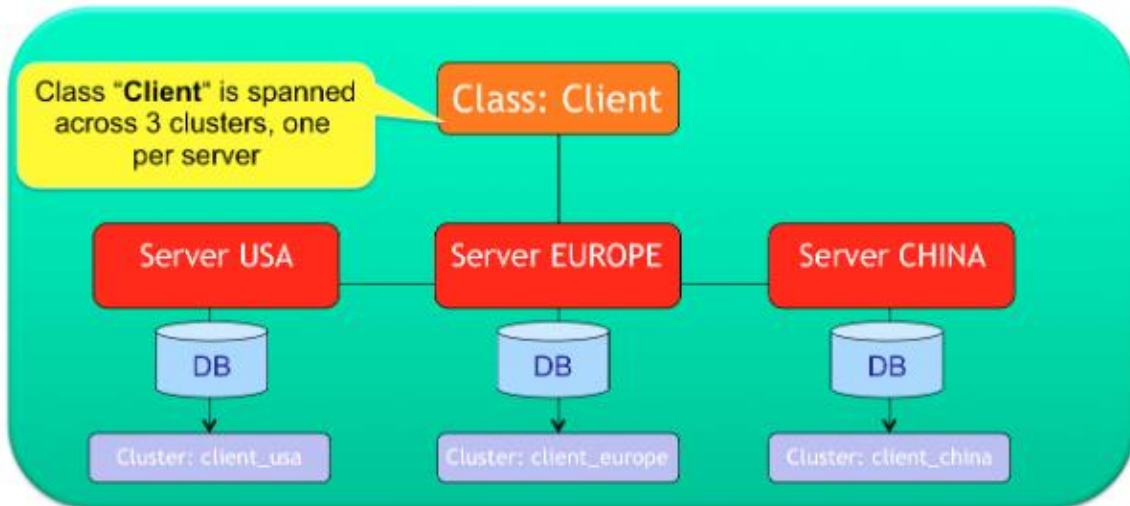 Class "Client" is spanned
across 3 clusters, one
per server
Class: Client
Server USA
Server EUROPE
Server CHINA
DB
DB
DB
Cluster: client_usa
Cluster: client_europe
Cluster: client_china